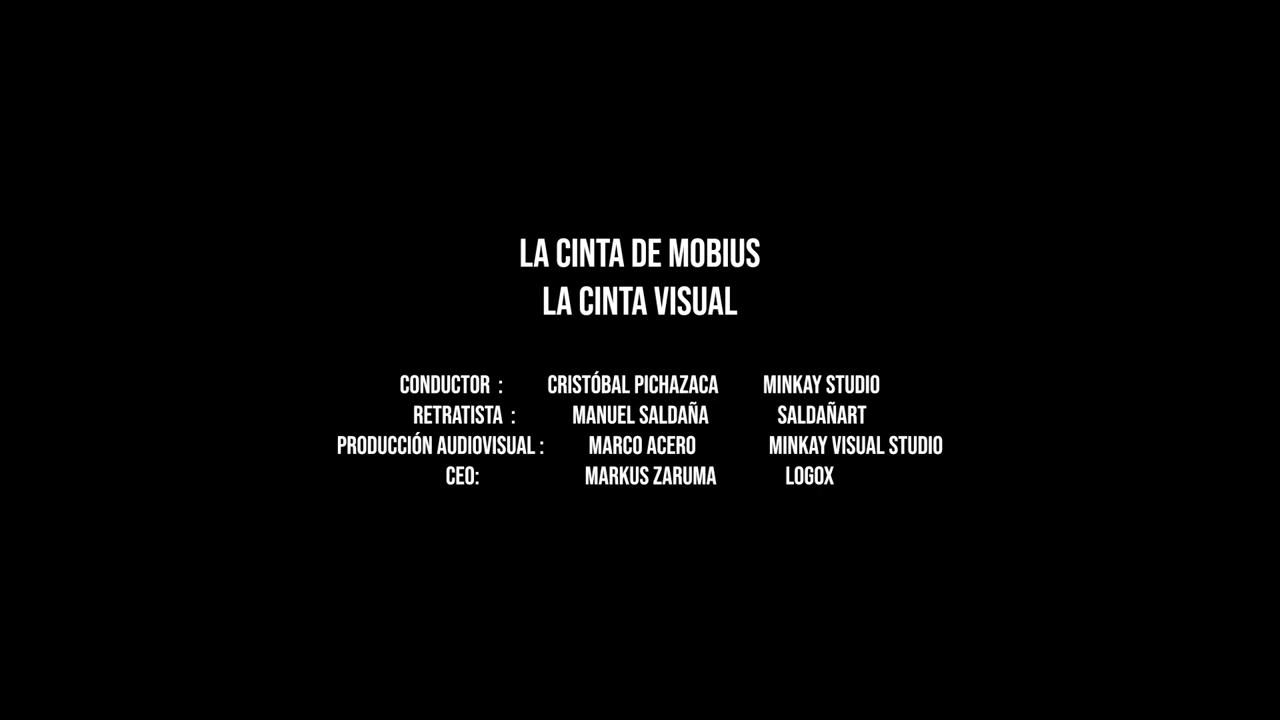 LA CINTA DE MOBIUS
LA CINTA VISUAL
CONDUCTOR : CRISTÓBAL PICHAZACA MINKAY STUDIO
RETRATISTA : MANUEL SALDAÑA SALDAÑART
PRODUCCIÓN AUDIOVISUAL : MARCO ACERO MINKAY VISUAL STUDIO
CEO: MARKUS ZARUMA LOGOX